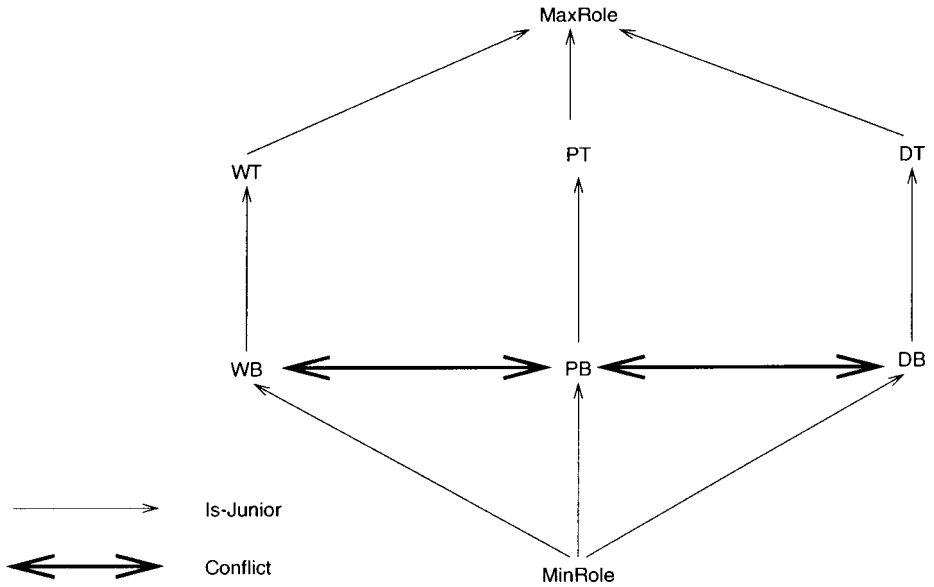 MaxRole
WT
PT
DT
WB
PB
DB
Is-Junior
Conflict
MinRole